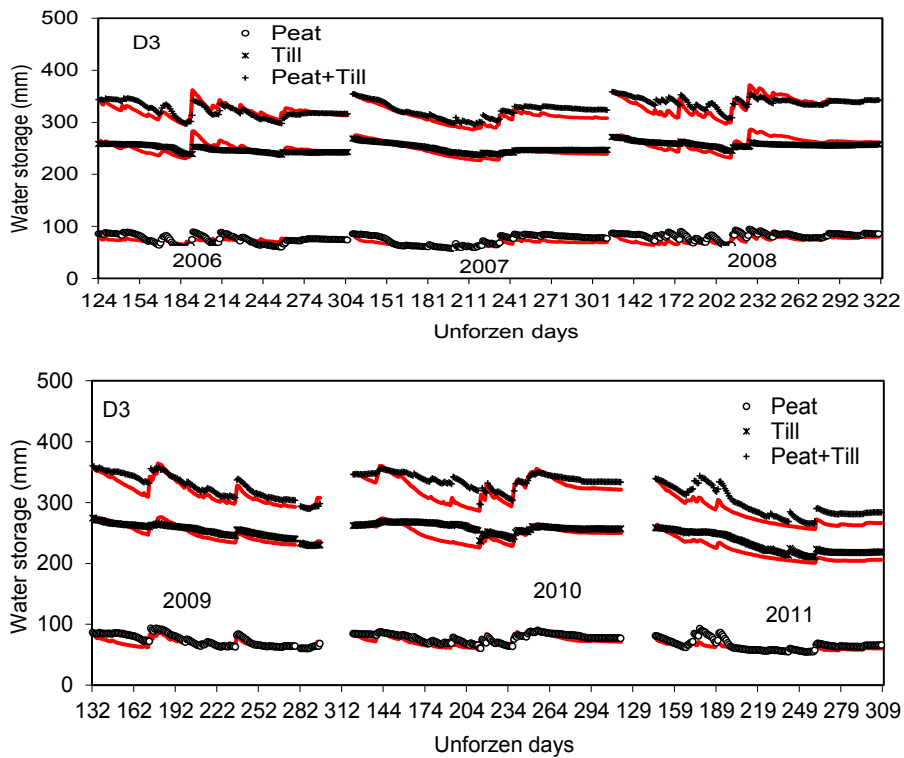 500
D3
Peat
Till
Peat+Till
400
300
200
100
0
Water storage (mm)
2006
2007
2008
124 154 184 214 244 274 304 151 181 211 241 271 301 142 172 202 232 262 292 322
Unforzen days
500
D3
Peat
Till
Peat+Till
400
300
200
100
0
Water storage (mm)
2009
2010
2011
132 162 192 222 252 282 312 144 174 204 234 264 294 129 159 189 219 249 279 309
Unforzen days